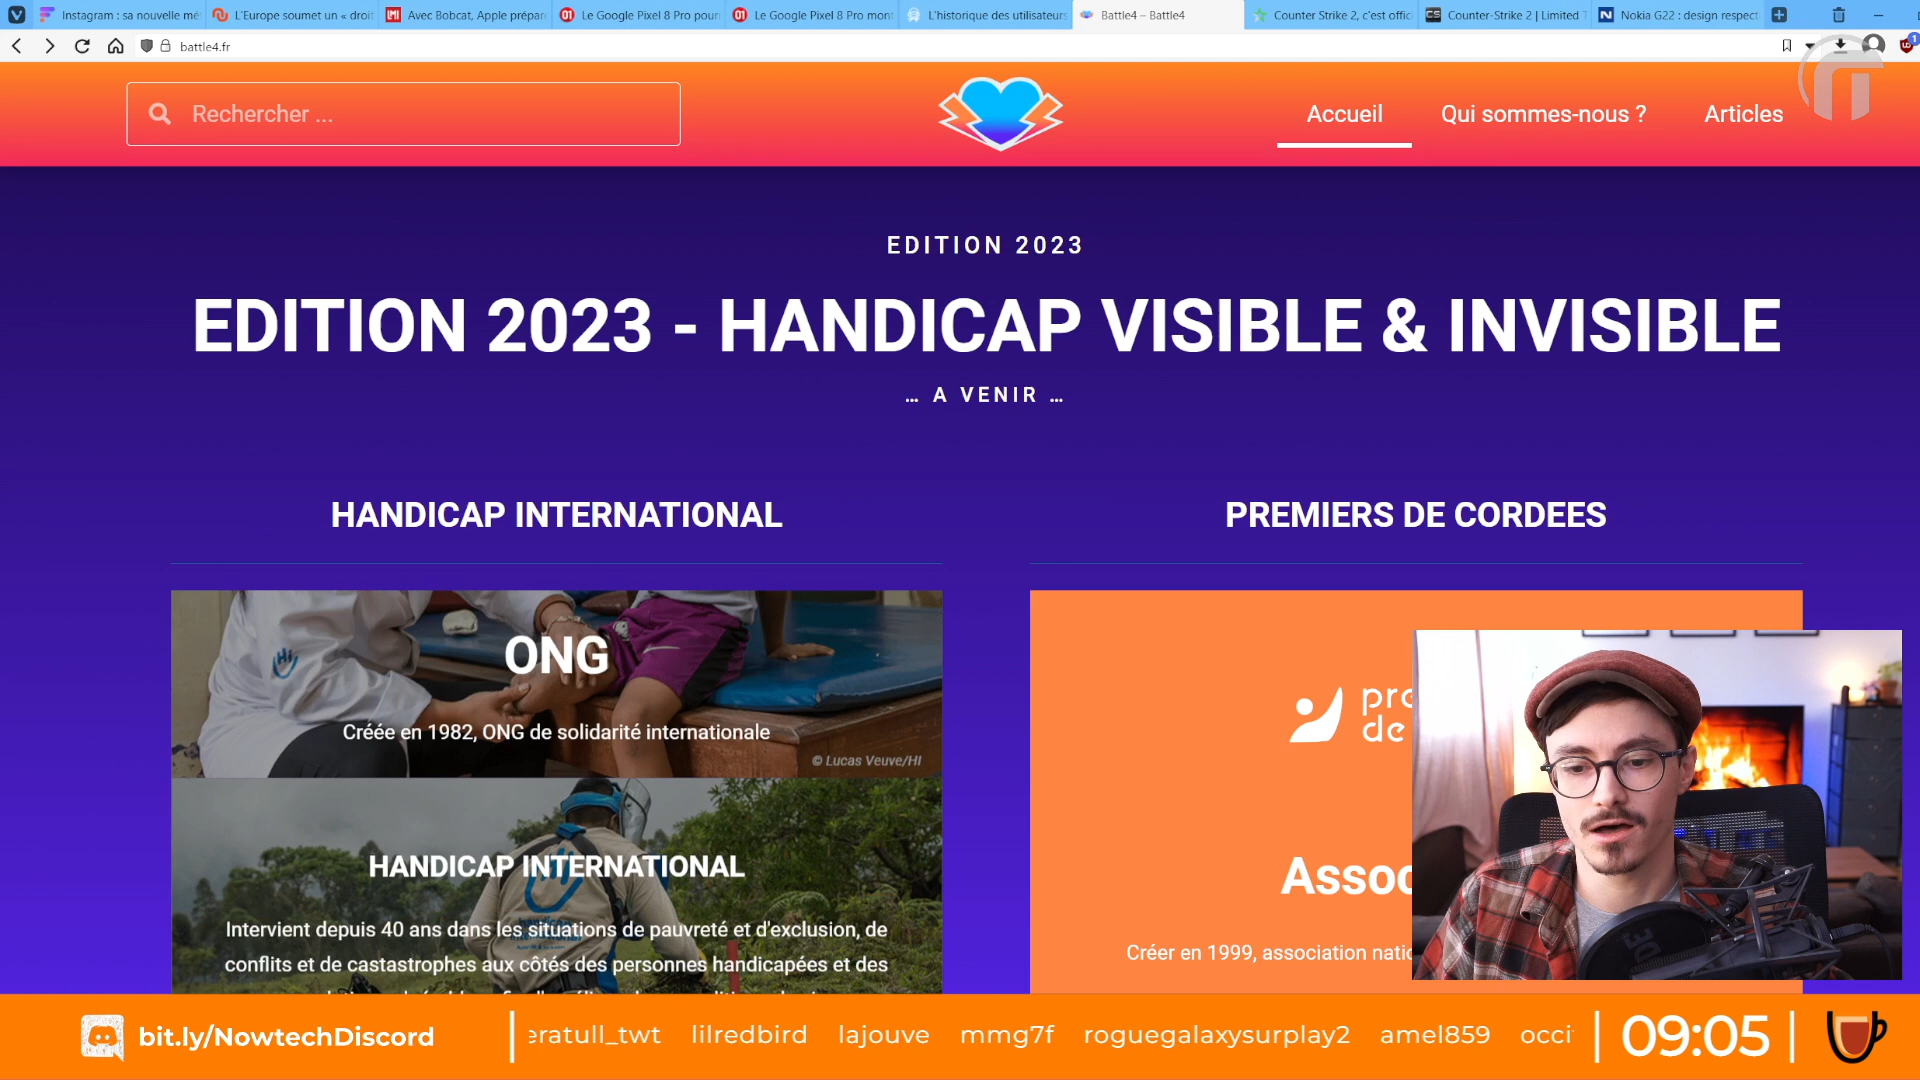 Instagram : sa nouvelle mé
L'Europe soumet un « droit
Avec Bobcat, Apple prépar
Le Google Pixel 8 Pro pour
Le Google Pixel 8 Pro mont
L'historique des utilisateurs
Battle4 – Battle4
Counter Strike 2, c'est offic
Counter-Strike 2 | Limited T
Nokia G22 : design respect
battle4.fr
1
Rechercher ...
Accueil
Qui sommes-nous ?
Articles
EDITION 2023
EDITION 2023 - HANDICAP VISIBLE & INVISIBLE
... A VENIR ...
HANDICAP INTERNATIONAL
PREMIERS DE CORDEES
ONG
Créée en 1982, ONG de solidarité internationale
© Lucas Veuve/HI
HANDICAP INTERNATIONAL
Intervient depuis 40 ans dans les situations de pauvreté et d'exclusion, de
conflits et de castastrophes aux côtés des personnes handicapées et des
pre
de
Assoc
Créer en 1999, association natio
bit.ly/NowtechDiscord
eratull_twt lilredbird lajouve mmg7f roguegalaxysurplay2 amel859 occi
09:05